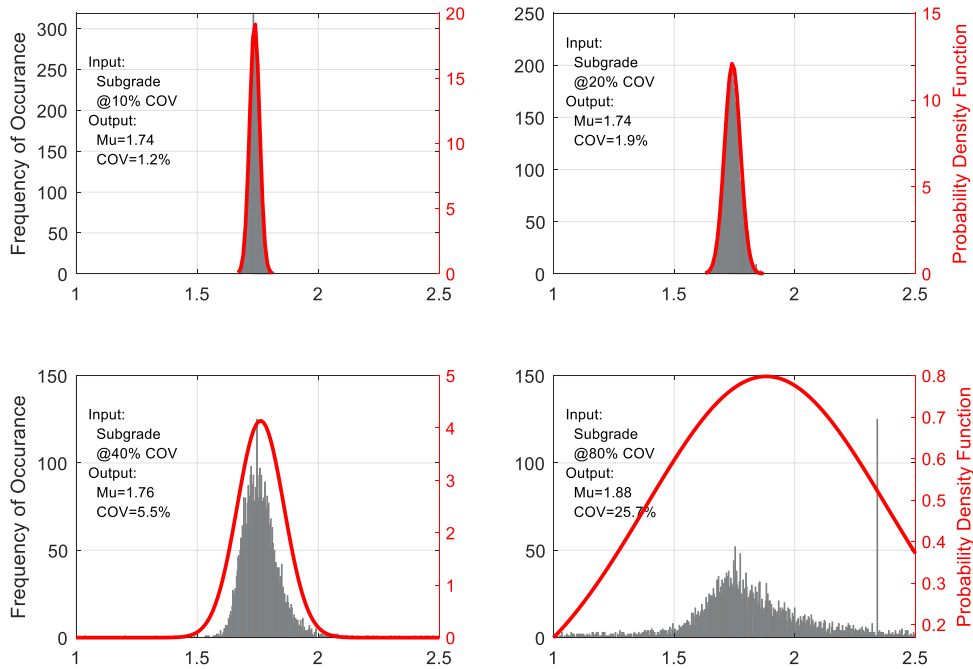 Frequency of Occurance
300
250
200
150
100
50
0
1
1.5
2
2.5
20
15
10
5
0
Input:
Subgrade
@10% COV
Output:
Mu=1.74
COV=1.2%
250
200
150
100
50
0
1
1.5
2
2.5
15
10
5
0
Probability Density Function
Input:
Subgrade
@20% COV
Output:
Mu=1.74
COV=1.9%
Frequency of Occurance
150
100
50
0
1
1.5
2
2.5
5
4
3
2
1
0
Input:
Subgrade
@40% COV
Output:
Mu=1.76
COV=5.5%
150
100
50
0
1
1.5
2
2.5
0.8
0.7
0.6
0.5
0.4
0.3
0.2
Probability Density Function
Input:
Subgrade
@80% COV
Output:
Mu=1.88
COV=25.7%